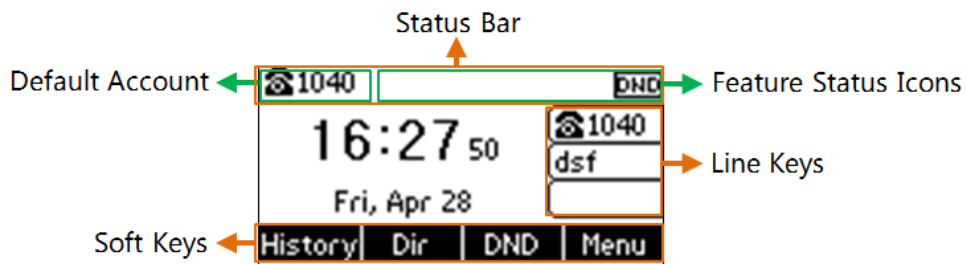 Status Bar
Default Account
1040
DND
Feature Status Icons
16:27 50
1040
dsf
Line Keys
Fri, Apr 28
Soft Keys
History
Dir
DND
Menu